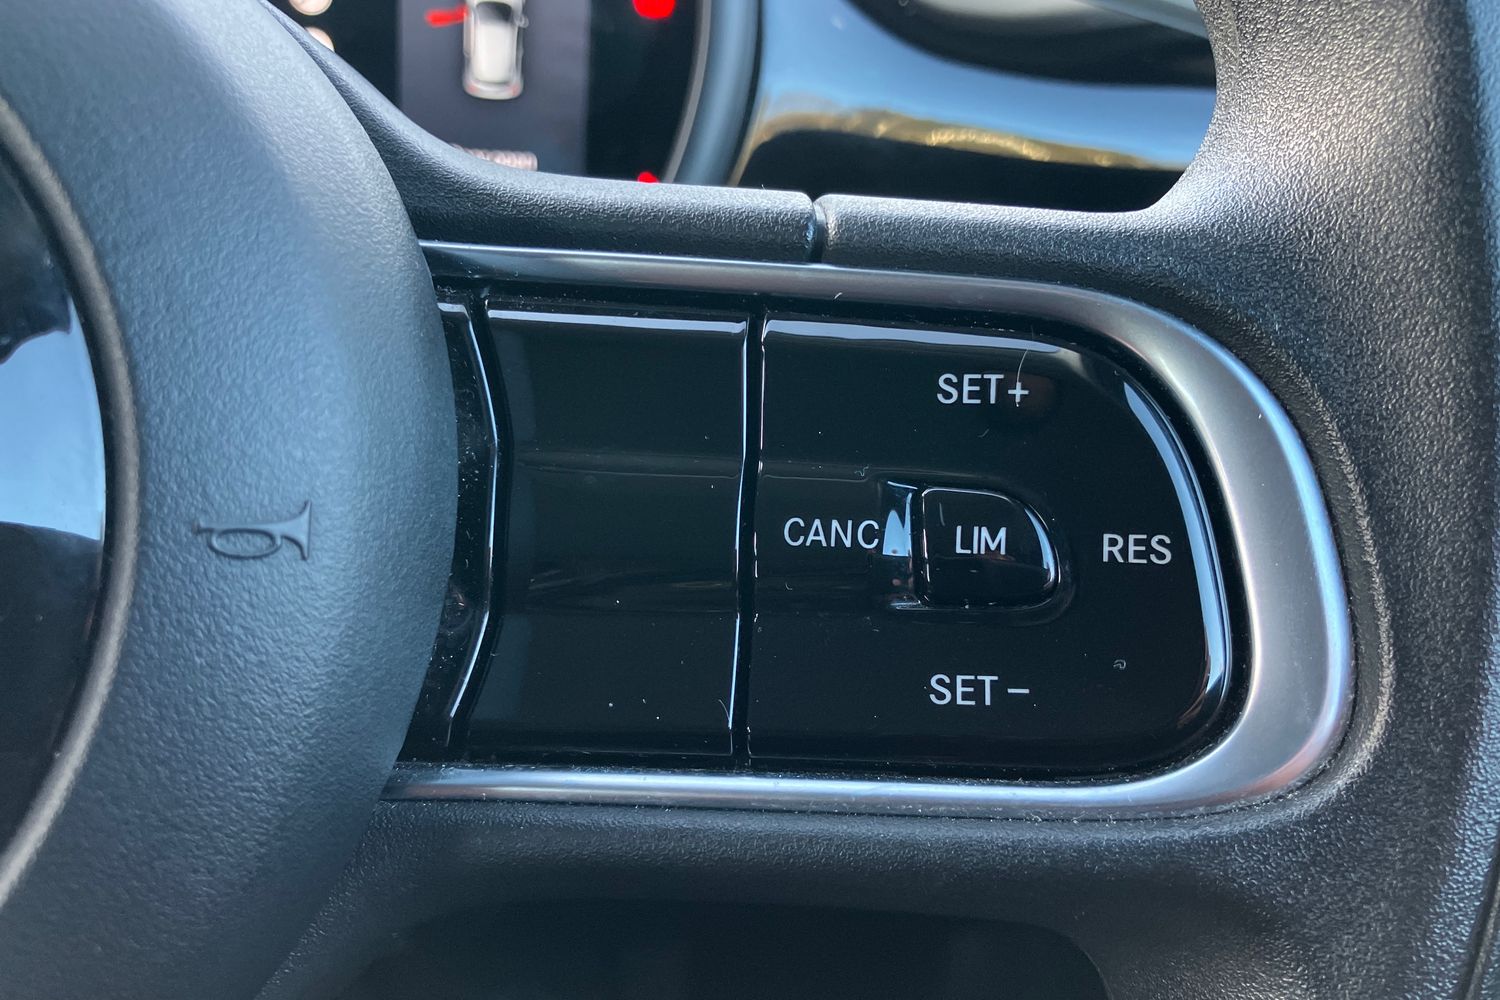 SET+
CANC LIM RES
SET -